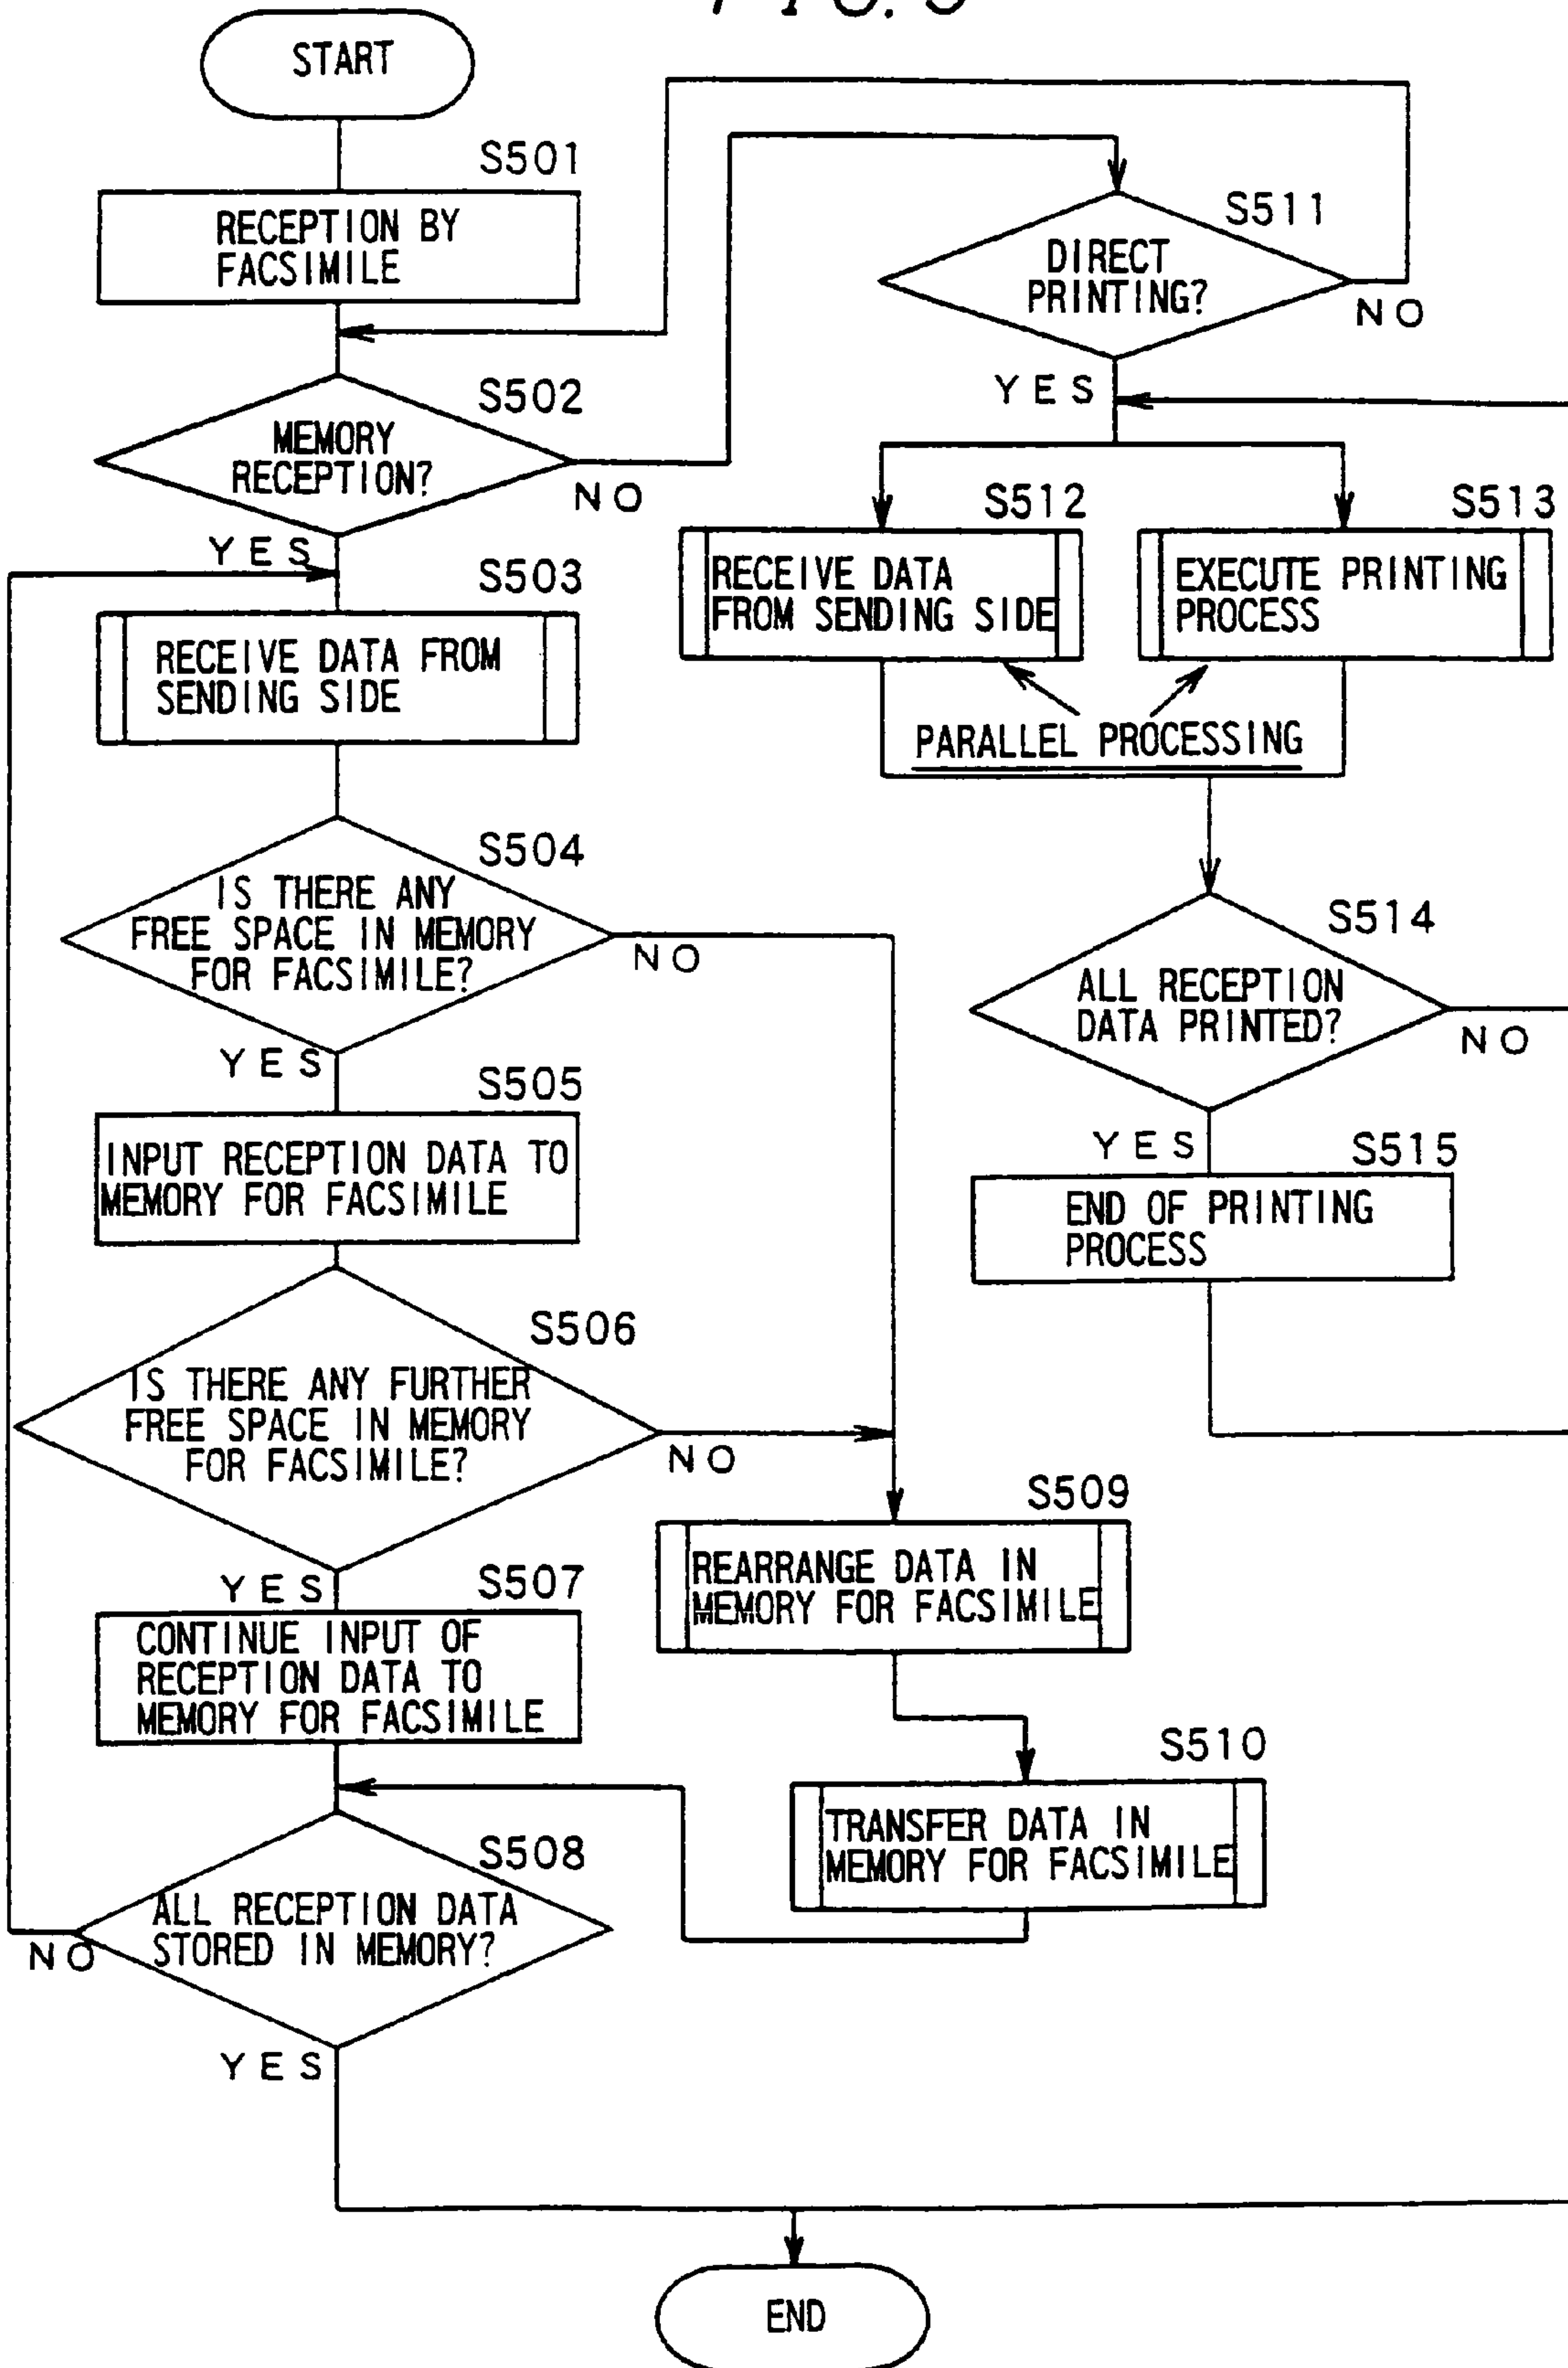 START
S501
RECEPTION BY
FACSIMILE
S502
MEMORY
RECEPTION?
NO
YES
S503
RECEIVE DATA FROM
SENDING SIDE
S504
IS THERE ANY
FREE SPACE IN MEMORY
FOR FACSIMILE?
NO
YES
S505
INPUT RECEPTION DATA TO
MEMORY FOR FACSIMILE
S506
IS THERE ANY FURTHER
FREE SPACE IN MEMORY
FOR FACSIMILE?
NO
YES
S507
CONTINUE INPUT OF
RECEPTION DATA TO
MEMORY FOR FACSIMILE
S508
ALL RECEPTION DATA
STORED IN MEMORY?
NO
YES
S509
REARRANGE DATA IN
MEMORY FOR FACSIMILE
S510
TRANSFER DATA IN
MEMORY FOR FACSIMILE
S511
DIRECT
PRINTING?
NO
YES
S512
RECEIVE DATA
FROM SENDING SIDE
S513
EXECUTE PRINTING
PROCESS
PARALLEL PROCESSING
S514
ALL RECEPTION
DATA PRINTED?
NO
YES
S515
END OF PRINTING
PROCESS
END